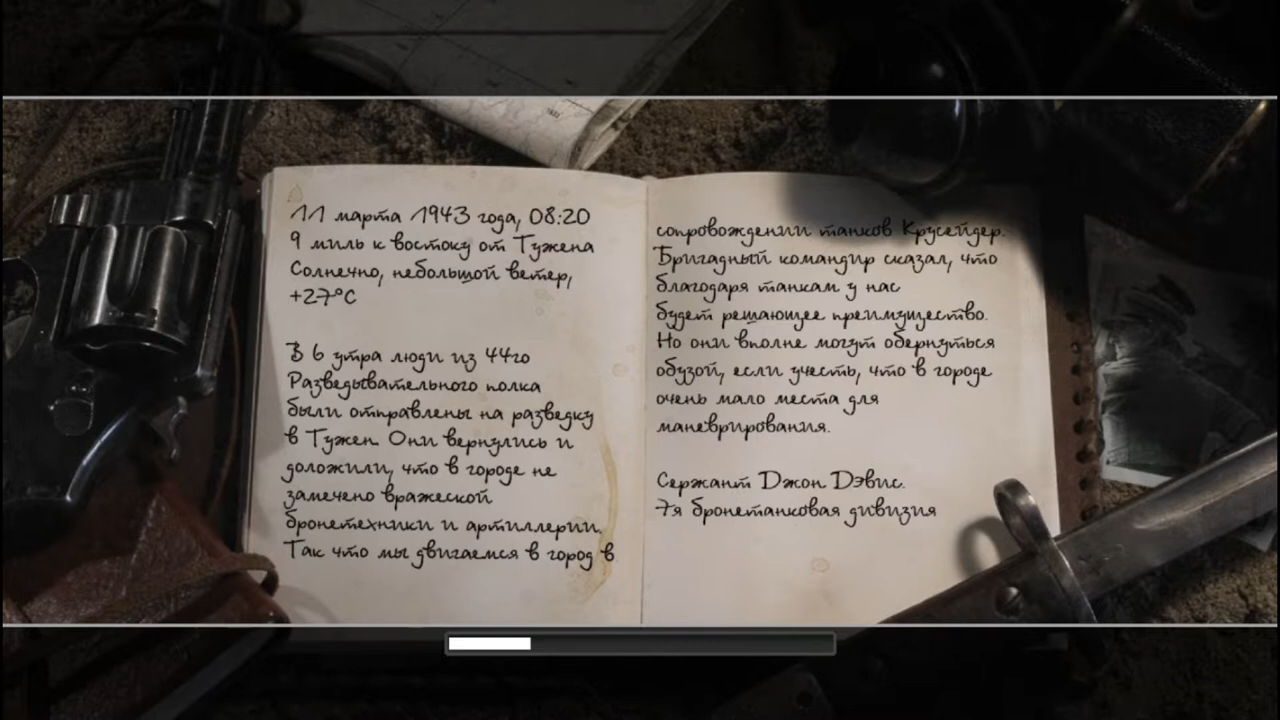 11 марта 1943 года, 08:20
9 миль к востоку от Тужена
Солнечно, небольшой ветер,
+27°C
В 6 утра люди из 44го
Разведывательного полка
были отправлены на разведку
в Тужен. Они вернулись и
доложили, что в городе не
замечено вражеской
бронетехники и артиллерии.
Так что мы двигаемся в город в
сопровождении танков Крусейдер.
Бригадный командир сказал, что
благодаря танкам у нас
будет решающее преимущество.
Но они вполне могут обернуться
обузой, если учесть, что в городе
очень мало места для
маневрирования.
Сержант Джон Дэвис.
7я бронетанковая дивизия